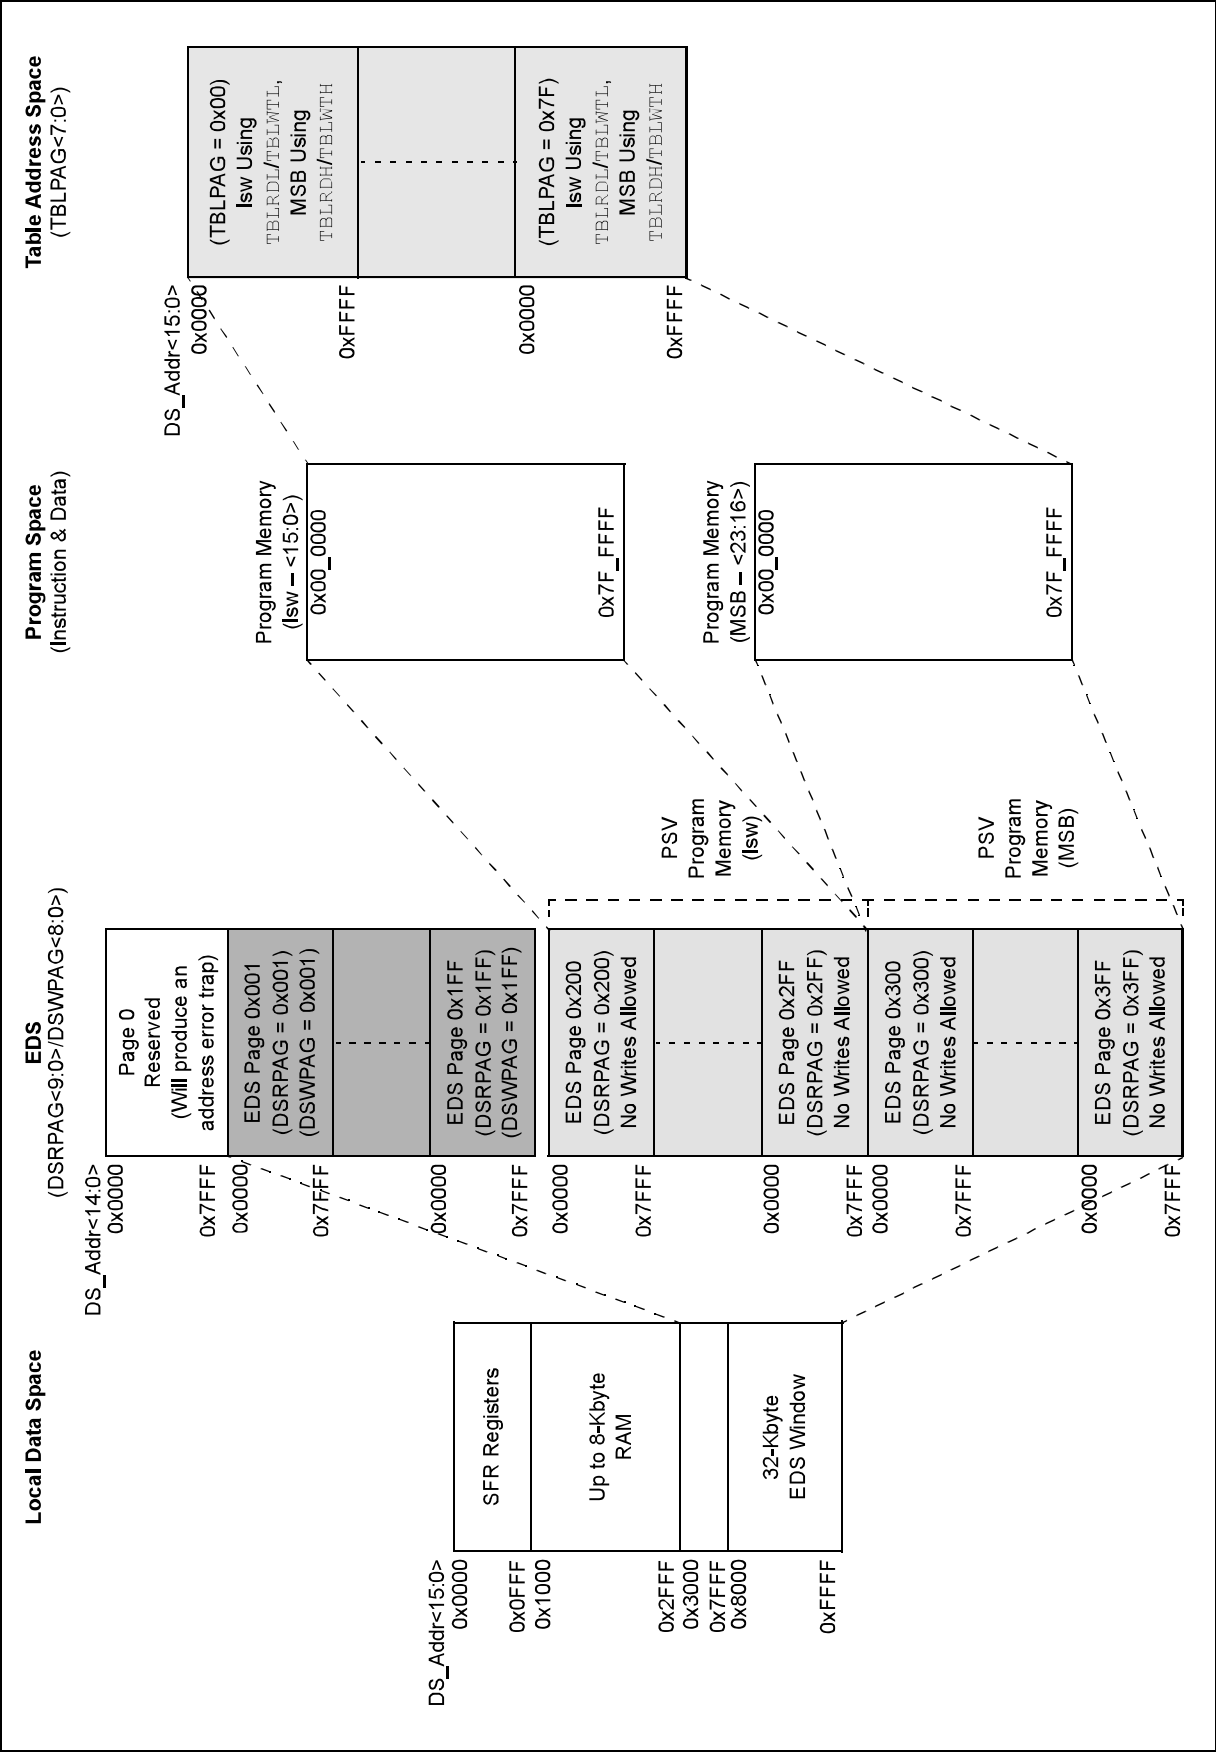 Local Data Space
DS_Addr<15:0>
0x0000
SFR Registers
0x0FFF
0x1000
Up to 8-Kbyte
RAM
0x2FFF
0x3000
0x7FFF
0x8000
32-Kbyte
EDS Window
0xFFFF
EDS
(DSRPAG<9:0>/DSWPAG<8:0>)
DS_Addr<14:0>
0x0000
Page 0
Reserved
(Will produce an
address error trap)
0x7FFF
0x0000
EDS Page 0x001
(DSRPAG = 0x001)
(DSWPAG = 0x001)
0x7FFF
0x0000
EDS Page 0x1FF
(DSRPAG = 0x1FF)
(DSWPAG = 0x1FF)
0x7FFF
0x0000
EDS Page 0x200
(DSRPAG = 0x200)
No Writes Allowed
0x7FFF
0x0000
EDS Page 0x2FF
(DSRPAG = 0x2FF)
No Writes Allowed
0x7FFF
0x0000
EDS Page 0x300
(DSRPAG = 0x300)
No Writes Allowed
0x7FFF
0x0000
EDS Page 0x3FF
(DSRPAG = 0x3FF)
No Writes Allowed
0x7FFF
PSV
Program
Memory
(lsw)
PSV
Program
Memory
(MSB)
Program Space
(Instruction & Data)
Program Memory
(lsw – <15:0>)
0x00_0000
0x7F_FFFF
Program Memory
(MSB – <23:16>)
0x00_0000
0x7F_FFFF
Table Address Space
(TBLPAG<7:0>)
DS_Addr<15:0>
0x0000
(TBLPAG = 0x00)
lsw Using
TBLRDL/TBLWTL,
MSB Using
TBLRDH/TBLWTH
0xFFFF
0x0000
(TBLPAG = 0x7F)
lsw Using
TBLRDL/TBLWTL,
MSB Using
TBLRDH/TBLWTH
0xFFFF